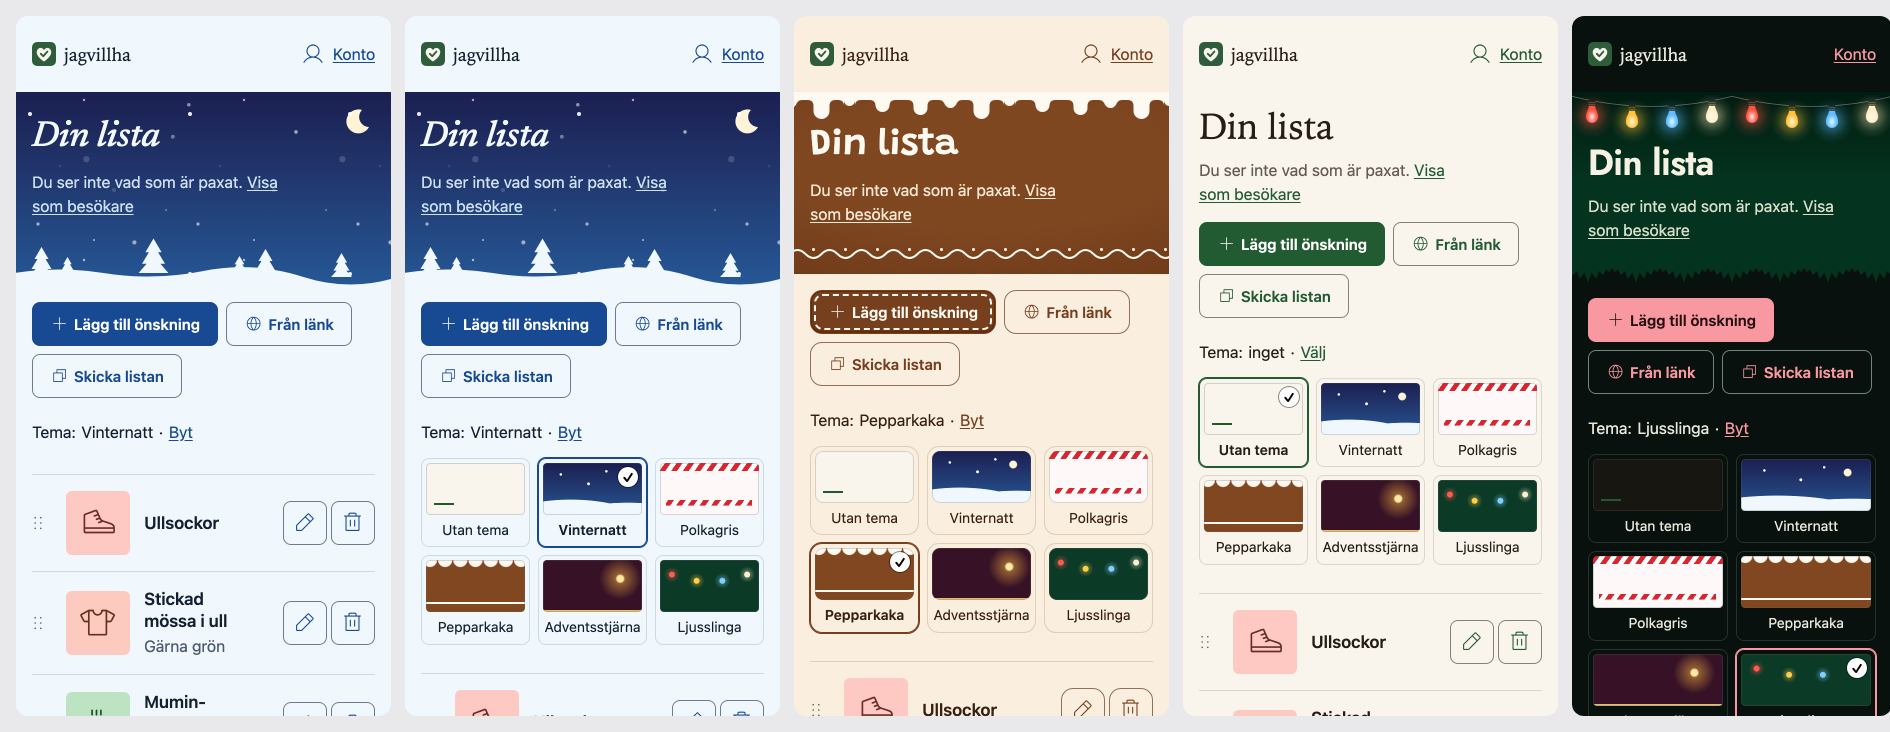 jagvillha
Konto
Din lista
Du ser inte vad som är paxat. Visa
som besökare
Lägg till önskning
Från länk
Skicka listan
Tema: Vinternatt · Byt
Ullsockor
Stickad
mössa i ull
Gärna grön
Mumin-
jagvillha
Konto
Din lista
Du ser inte vad som är paxat. Visa
som besökare
Lägg till önskning
Från länk
Skicka listan
Tema: Vinternatt · Byt
Utan tema
Vinternatt
Polkagris
Pepparkaka
Adventsstjärna
Ljusslinga
jagvillha
Konto
Din lista
Du ser inte vad som är paxat. Visa
som besökare
Lägg till önskning
Från länk
Skicka listan
Tema: Pepparkaka · Byt
Utan tema
Vinternatt
Polkagris
Pepparkaka
Adventsstjärna
Ljusslinga
Ullsockor
jagvillha
Konto
Din lista
Du ser inte vad som är paxat. Visa
som besökare
Lägg till önskning
Från länk
Skicka listan
Tema: inget · Välj
Utan tema
Vinternatt
Polkagris
Pepparkaka
Adventsstjärna
Ljusslinga
Ullsockor
Stickad
jagvillha
Konto
Din lista
Du ser inte vad som är paxat. Visa
som besökare
Lägg till önskning
Från länk
Skicka listan
Tema: Ljusslinga · Byt
Utan tema
Vinternatt
Polkagris
Pepparkaka